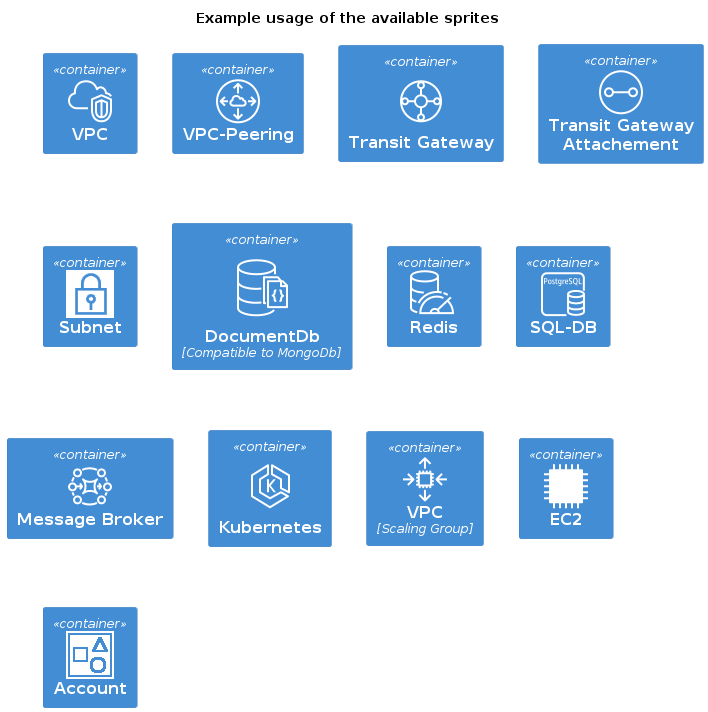 Example usage of the available sprites
«container»
VPC
«container»
VPC-Peering
«container»
Transit Gateway
«container»
Transit Gateway
Attachement
«container»
Subnet
«container»
{}
DocumentDb
[Compatible to MongoDb]
«container»
Redis
«container»
PostgreSQL
SQL-DB
«container»
Message Broker
«container»
K
Kubernetes
«container»
VPC
[Scaling Group]
«container»
EC2
«container»
Account